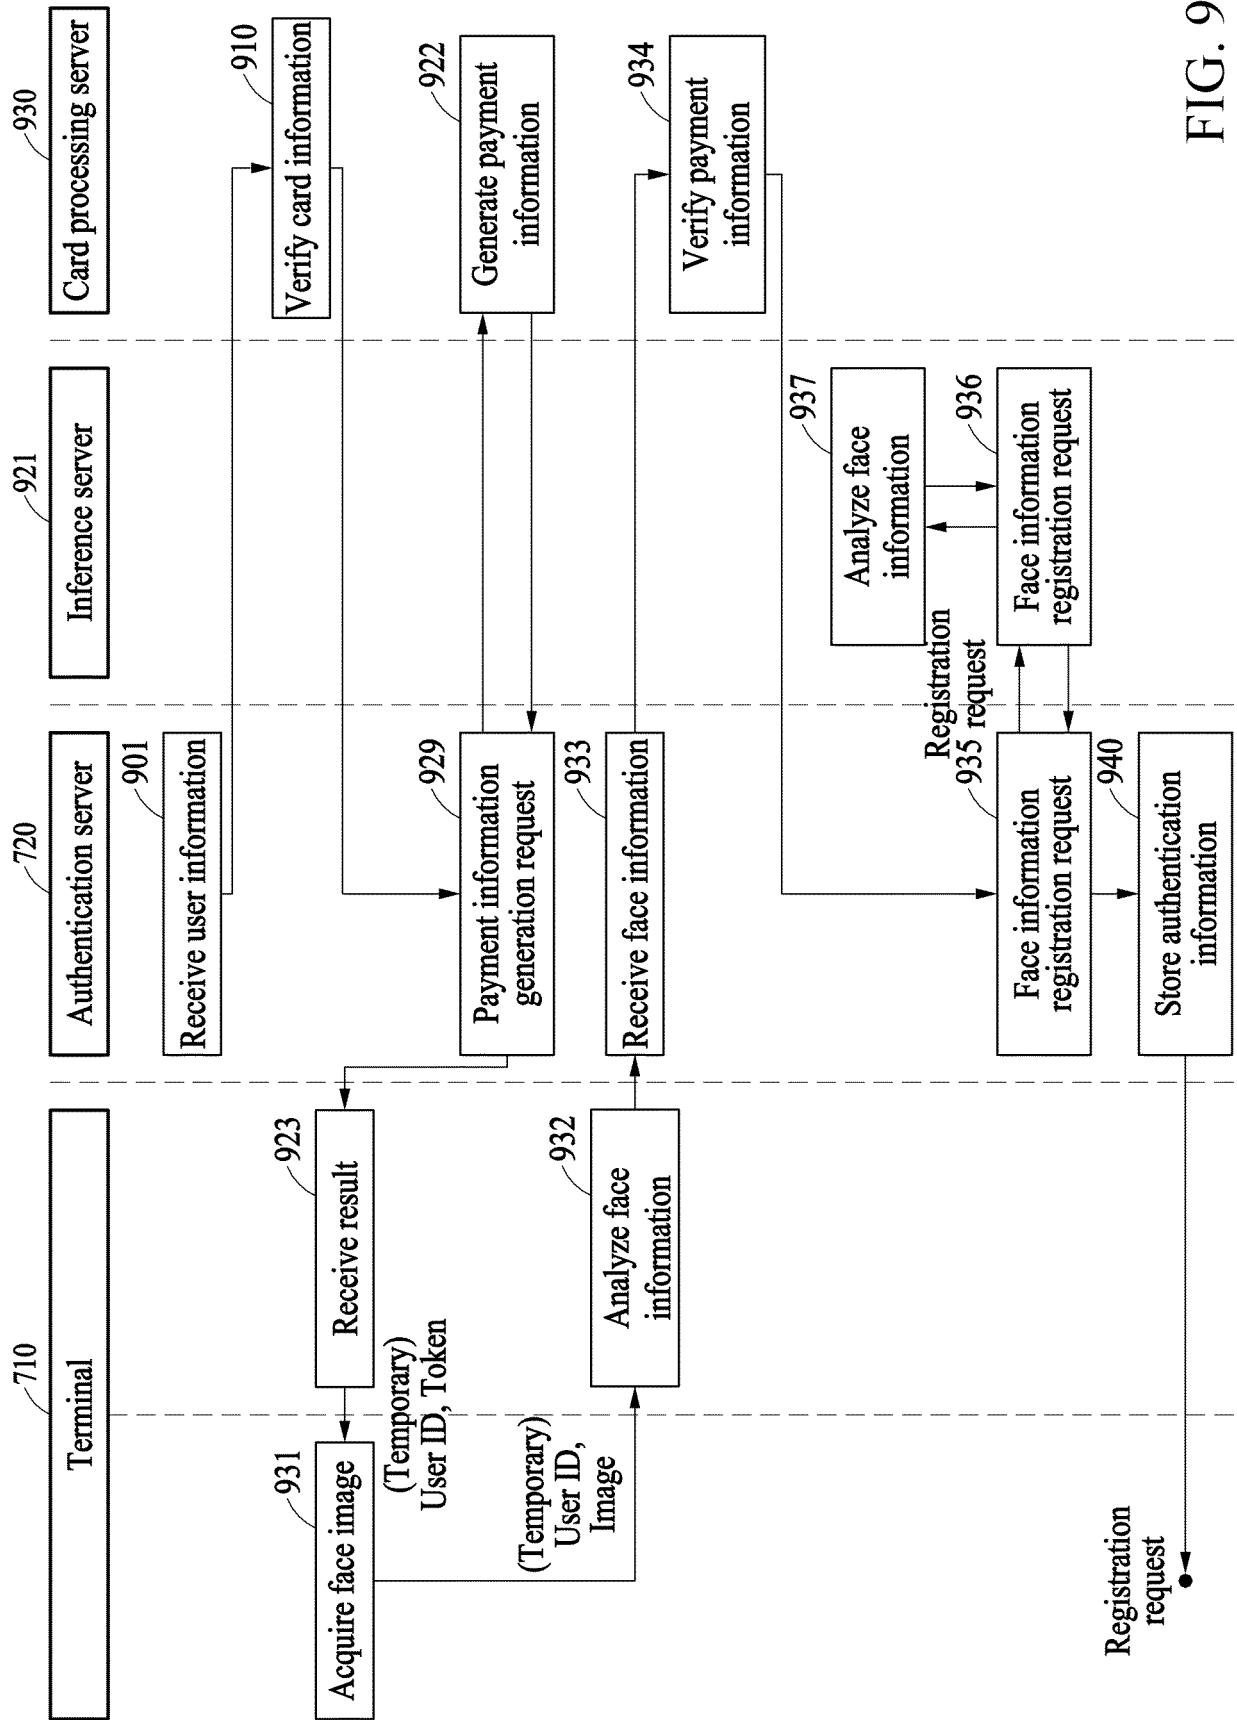 710
720
921
930
Terminal
Authentication server
Inference server
Card processing server
901
Receive user information
910
Verify card information
923
Receive result
931
Acquire face image
(Temporary)
User ID, Token
929
Payment information
generation request
922
Generate payment
information
(Temporary)
User ID,
Image
932
Analyze face
information
933
Receive face information
934
Verify payment
information
937
Analyze face
information
Registration
request
935
Face information
registration request
936
Face information
registration request
940
Store authentication
information
Registration
request
FIG. 9